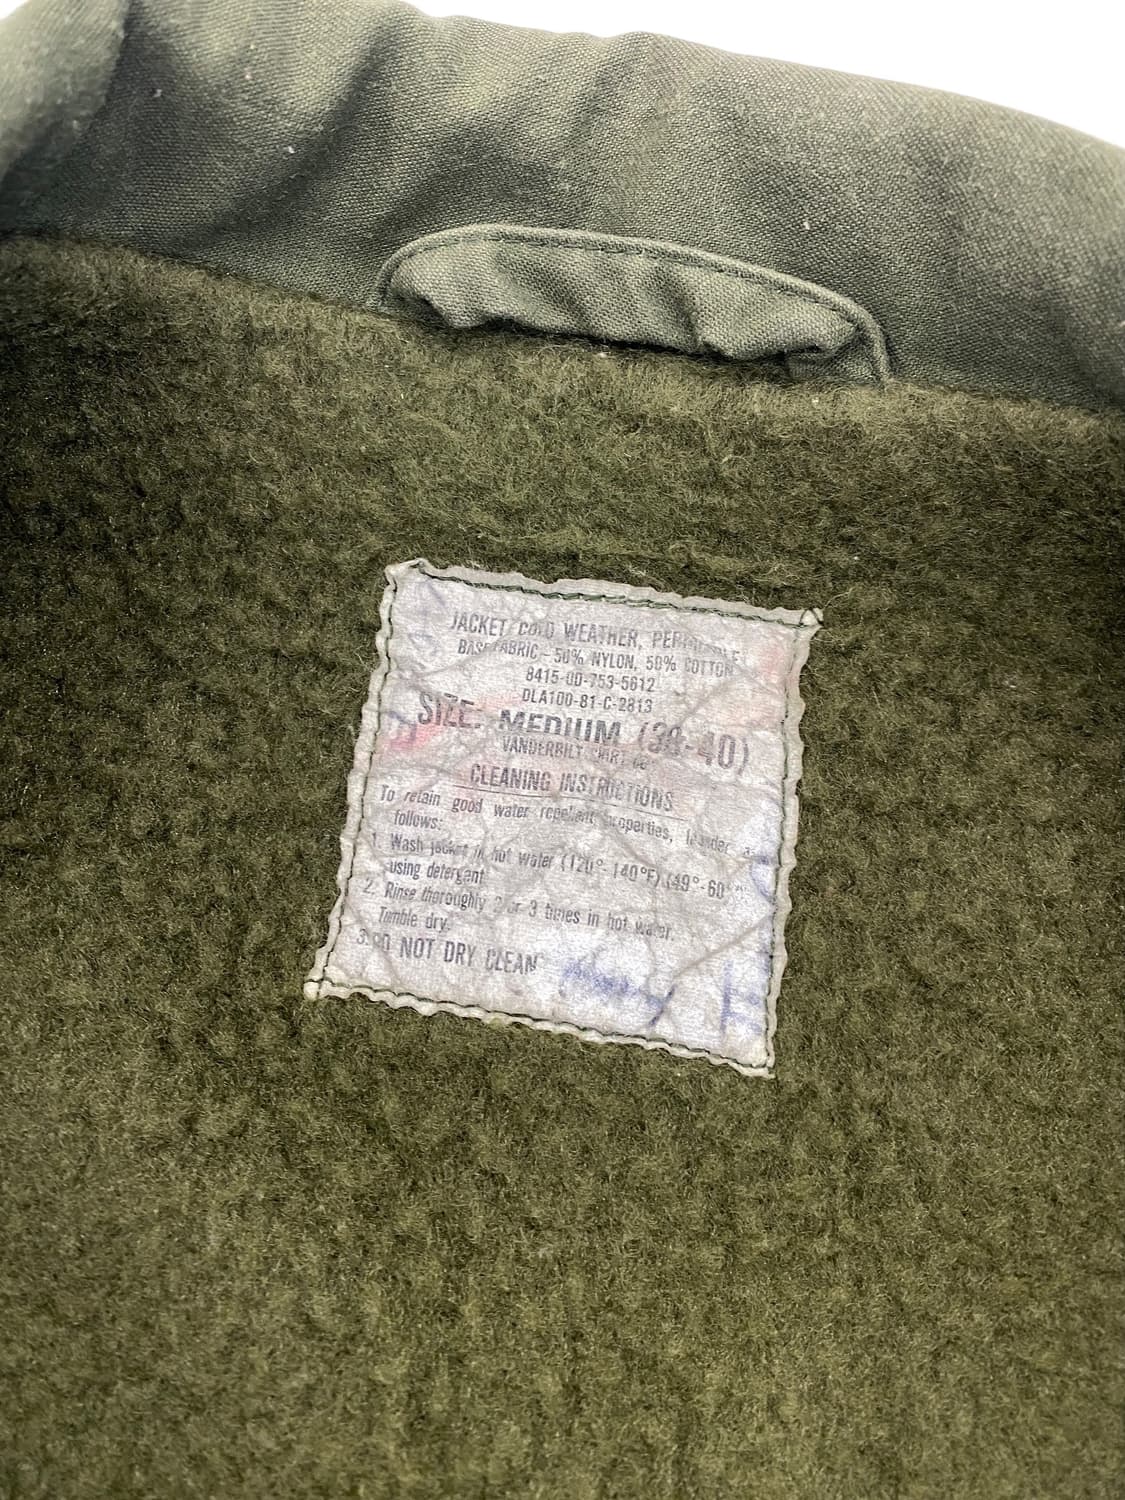 JACKET, COLD WEATHER, PERMEABLE
BASE FABRIC - 50% NYLON, 50% COTTON
8415-00-753-5612
DLA100-81-C-2813
SIZE: MEDIUM (38-40)
VANDERBILT
CLEANING INSTRUCTIONS
To retain good water repellent properties, launder as
follows:
1. Wash jacket in hot water (120°-140°F) (49°-60°
using detergent
2. Rinse thoroughly 2 or 3 times in hot water.
Tumble dry.
3. DO NOT DRY CLEAN